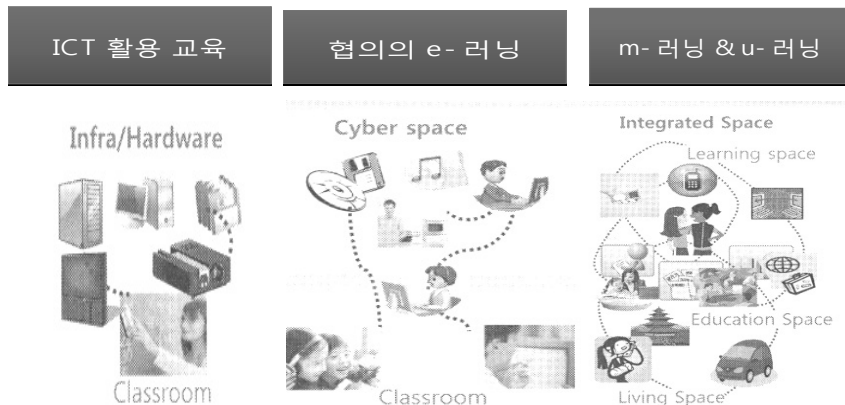 ICT 활용 교육
협의의 e- 러닝
m- 러닝 & u- 러닝
Infra/Hardware
Classroom
Cyber space
Classroom
Integrated Space
Learning space
Education Space
Living Space